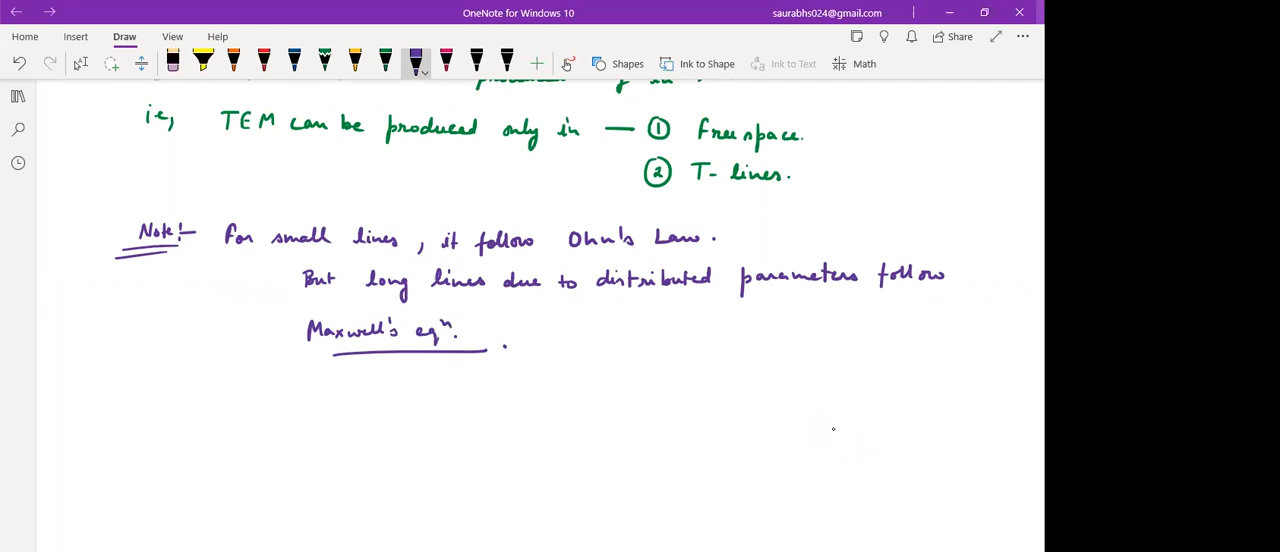 OneNote for Windows 10
saurabhs024@gmail.com
Home Insert Draw View Help
Share
Shapes Ink to Shape Ink to Text Math
ie, TEM can be produced only in — ① Free space.
② T-lines.
Note!- For small lines, it follow Ohm's Law.
But long lines due to distributed parameters follow
Maxwell's eqⁿ.